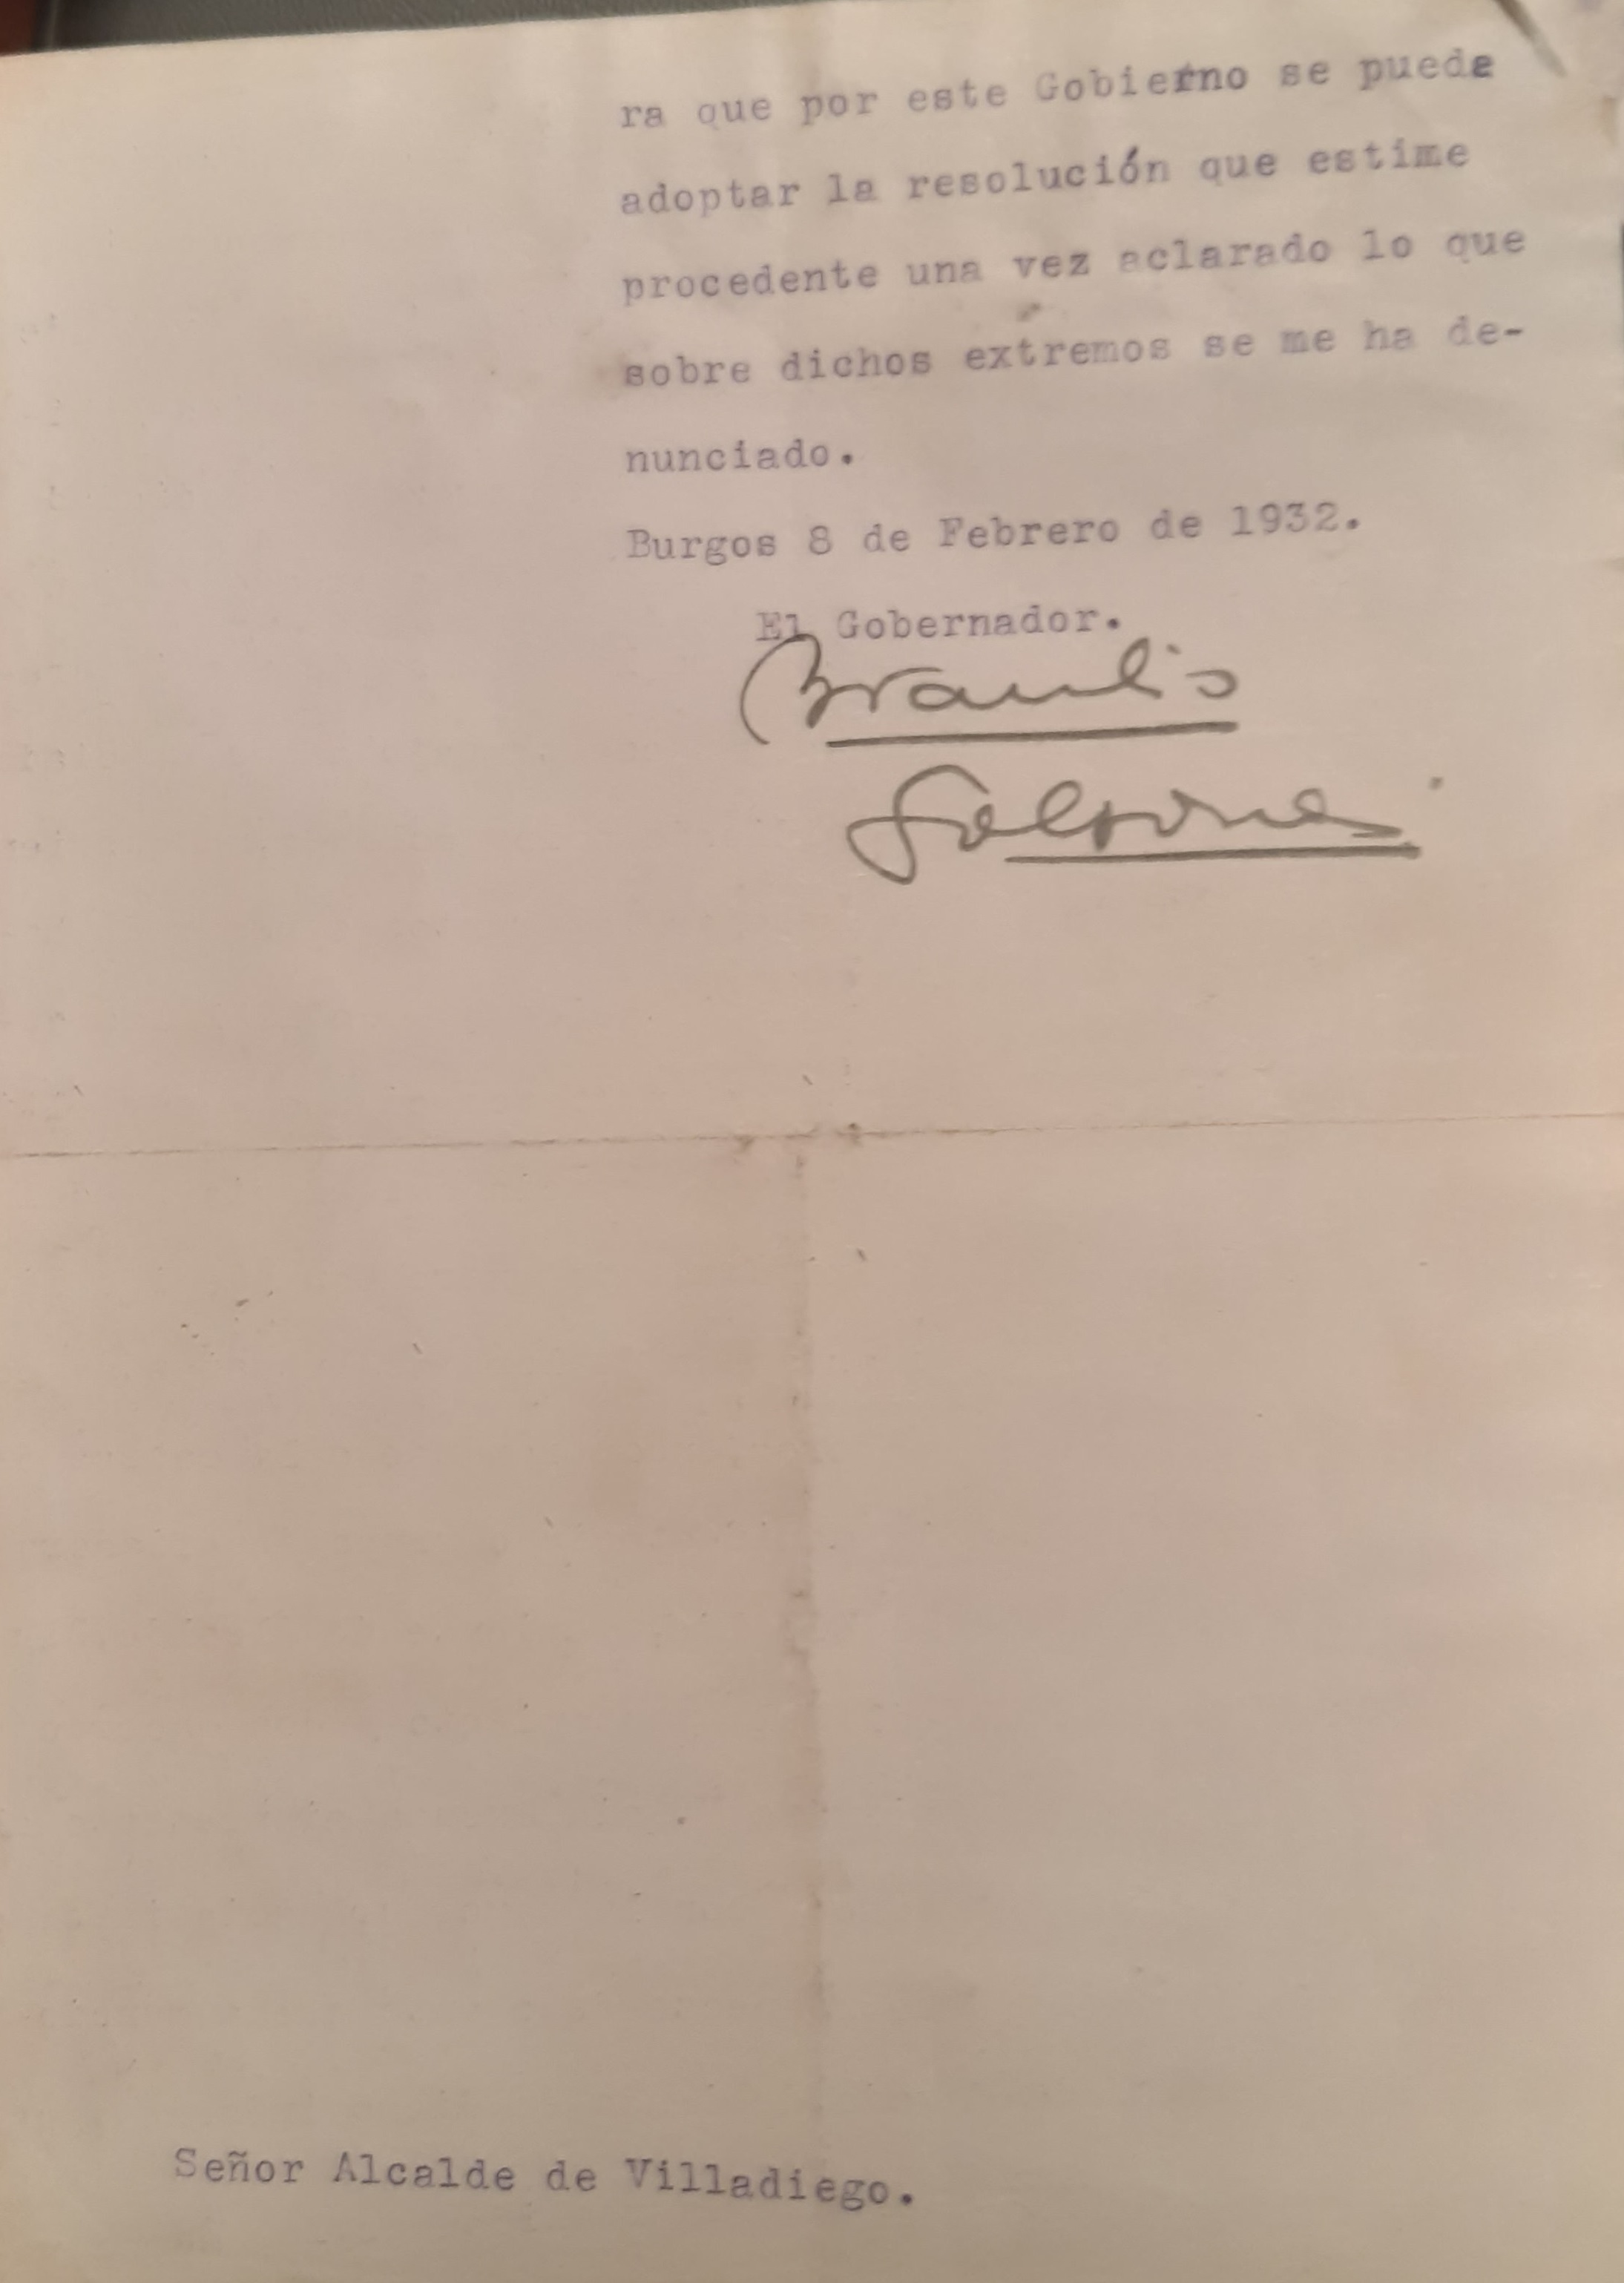 ra que por este Gobierno se puede
adoptar la resolución que estime
procedente una vez aclarado lo que
sobre dichos extremos se me ha de-
nunciado.
Burgos 8 de Febrero de 1932.
El Gobernador.
Braulio
Solsona
Señor Alcalde de Villadiego.